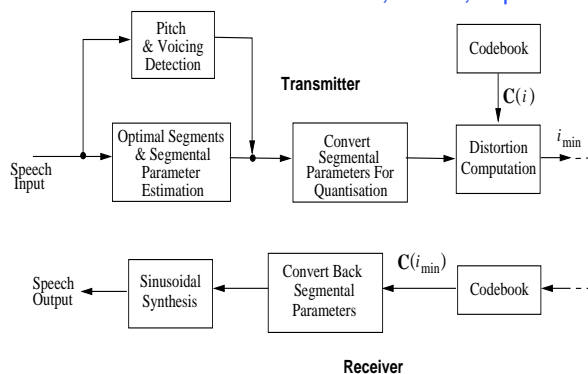 Pitch
& Voicing
Detection
Codebook
Transmitter
C(i)
Optimal Segments
& Segmental
Parameter
Estimation
Convert
Segmental
Parameters For
Quantisation
Distortion
Computation
i_min
Speech
Input
Speech
Output
Sinusoidal
Synthesis
Convert Back
Segmental
Parameters
C(i_min)
Codebook
Receiver